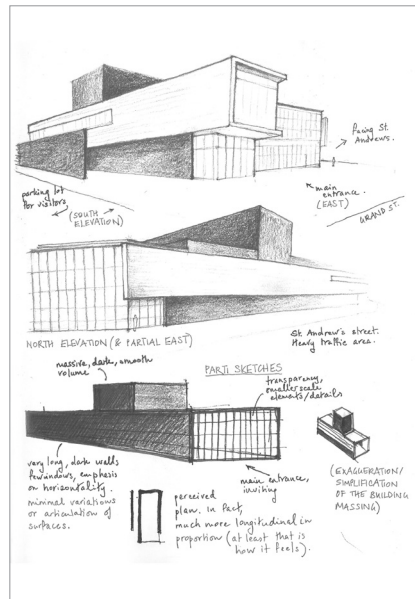 facing St.
Andrews.
main
entrance.
(EAST)
parking lot
for visitors
(SOUTH
ELEVATION)
GRAND ST.
NORTH ELEVATION (& PARTIAL EAST)
St. Andrew's street.
Heavy traffic area.
massive, dark, smooth
volume
PARTI SKETCHES
transparency,
smaller scale
elements/details
very long, dark walls
few windows, emphasis
on horizontality.
minimal variations
or articulation of
surfaces.
main entrance,
inviting
(EXAGGERATION/
SIMPLIFICATION
OF THE BUILDING
MASSING)
perceived
plan. In fact,
much more longitudinal in
proportion (at least that is
how it feels).